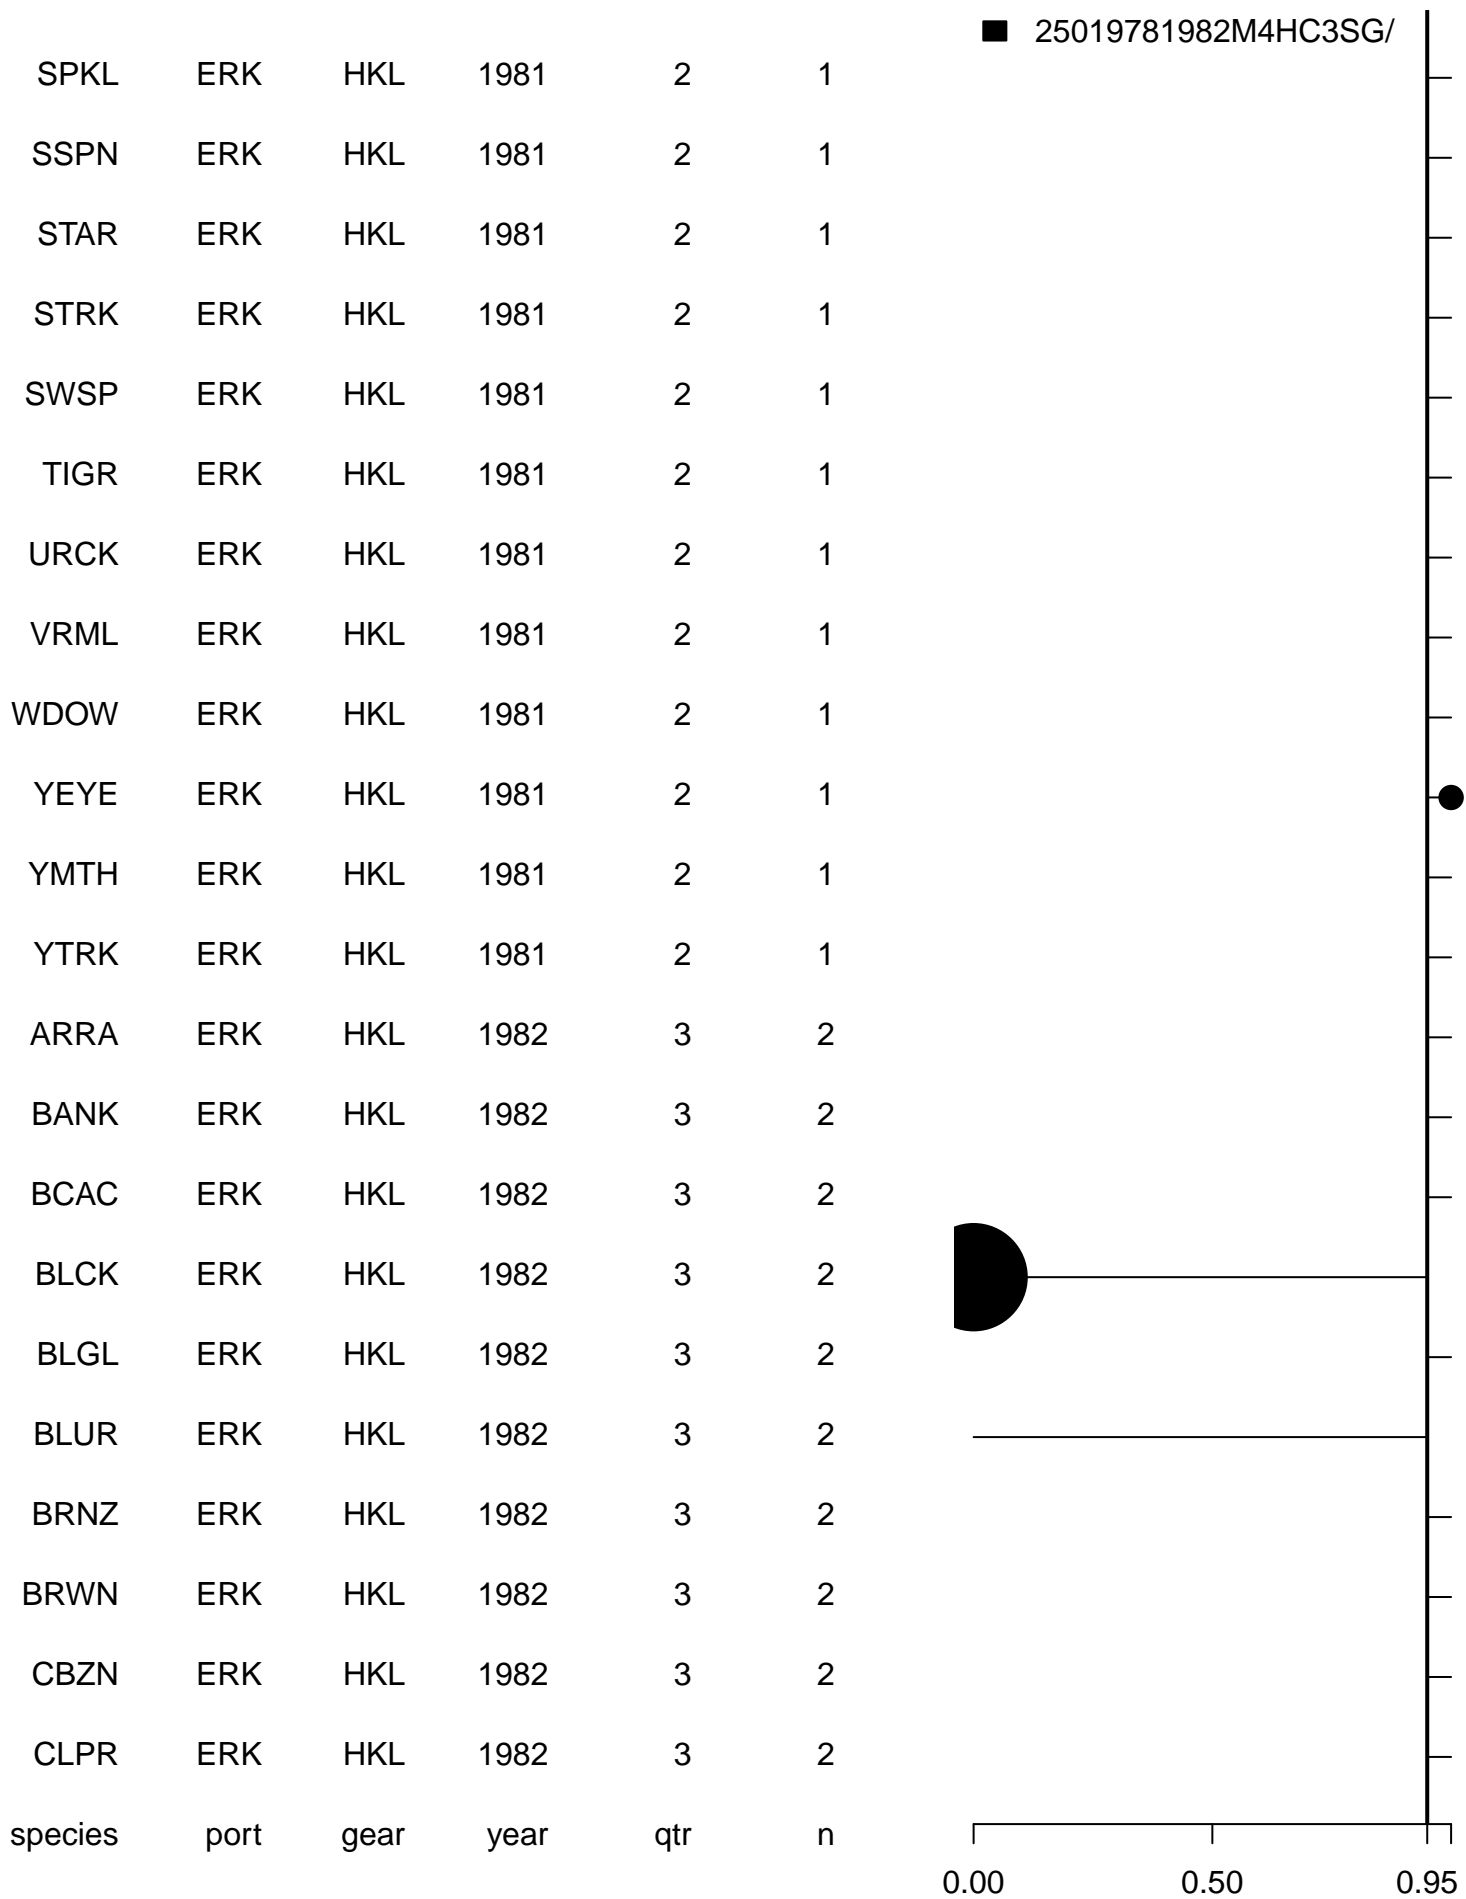 25019781982M4HC3SG/
SPKL ERK HKL 1981 2 1
SSPN ERK HKL 1981 2 1
STAR ERK HKL 1981 2 1
STRK ERK HKL 1981 2 1
SWSP ERK HKL 1981 2 1
TIGR ERK HKL 1981 2 1
URCK ERK HKL 1981 2 1
VRML ERK HKL 1981 2 1
WDOW ERK HKL 1981 2 1
YEYE ERK HKL 1981 2 1
YMTH ERK HKL 1981 2 1
YTRK ERK HKL 1981 2 1
ARRA ERK HKL 1982 3 2
BANK ERK HKL 1982 3 2
BCAC ERK HKL 1982 3 2
BLCK ERK HKL 1982 3 2
BLGL ERK HKL 1982 3 2
BLUR ERK HKL 1982 3 2
BRNZ ERK HKL 1982 3 2
BRWN ERK HKL 1982 3 2
CBZN ERK HKL 1982 3 2
CLPR ERK HKL 1982 3 2
species port gear year qtr n
0.00 0.50 0.95